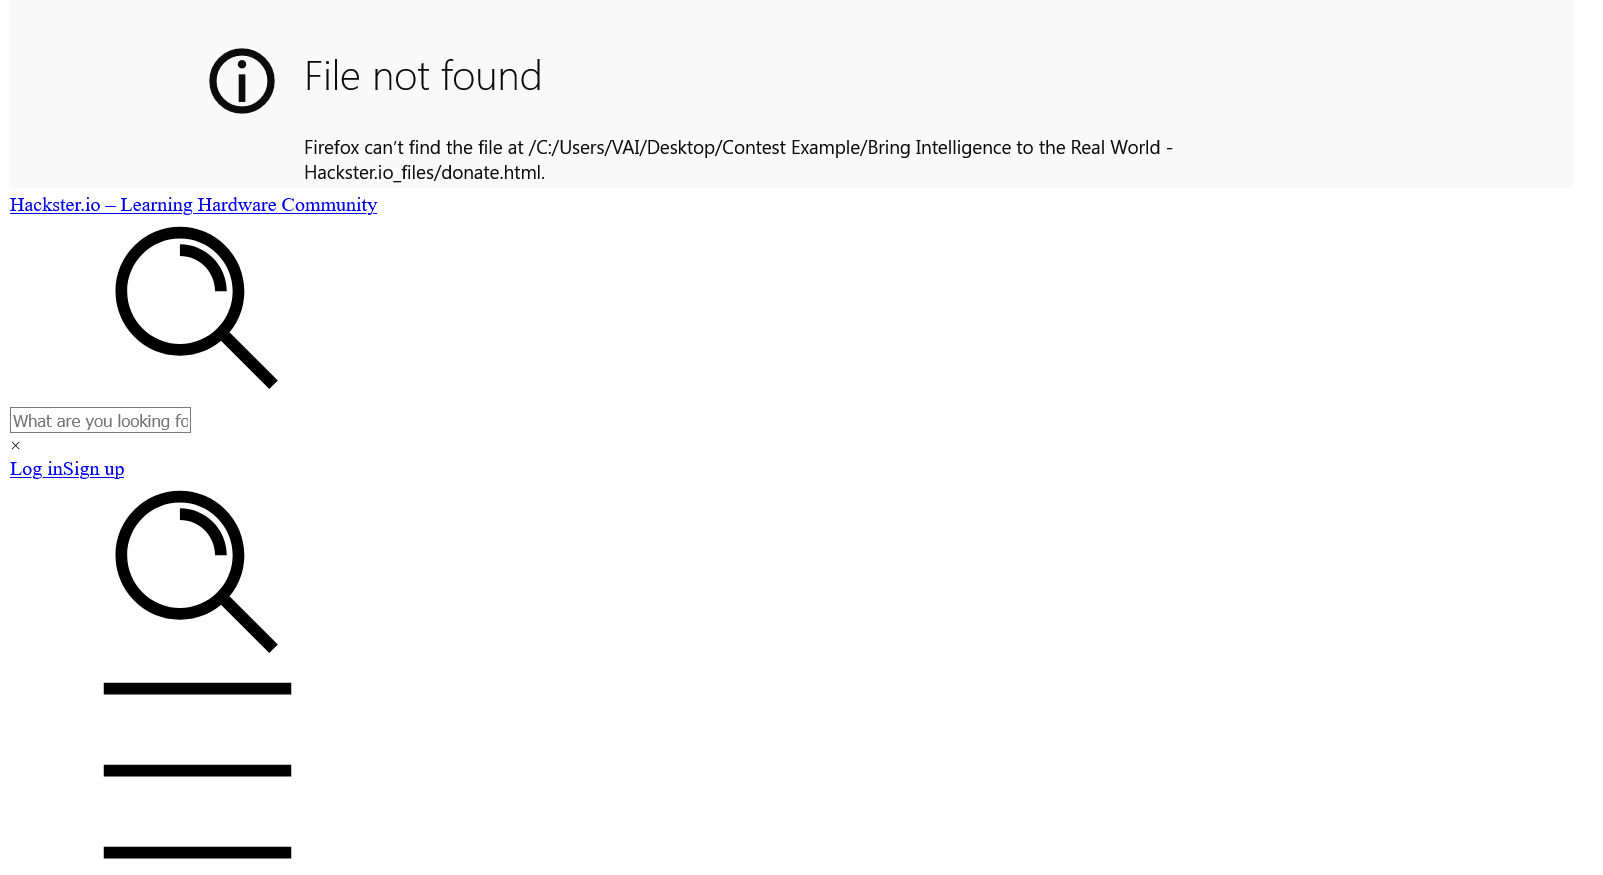 File not found
Firefox can’t find the file at /C:/Users/VAI/Desktop/Contest Example/Bring Intelligence to the Real World -
Hackster.io_files/donate.html.
Hackster.io – Learning Hardware Community
What are you looking fo
×
Log inSign up